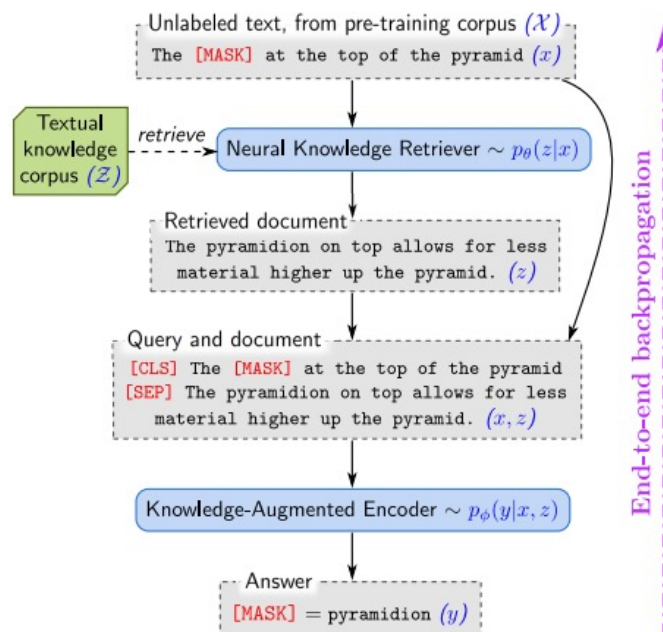 Unlabeled text, from pre-training corpus (𝒳)
The [MASK] at the top of the pyramid (x)
Textual
knowledge
corpus (𝒵)
retrieve
Neural Knowledge Retriever ∼ pθ(z|x)
Retrieved document
The pyramidion on top allows for less
material higher up the pyramid. (z)
Query and document
[CLS] The [MASK] at the top of the pyramid
[SEP] The pyramidion on top allows for less
material higher up the pyramid. (x, z)
Knowledge-Augmented Encoder ∼ pϕ(y|x, z)
Answer
[MASK] = pyramidion (y)
End-to-end backpropagation